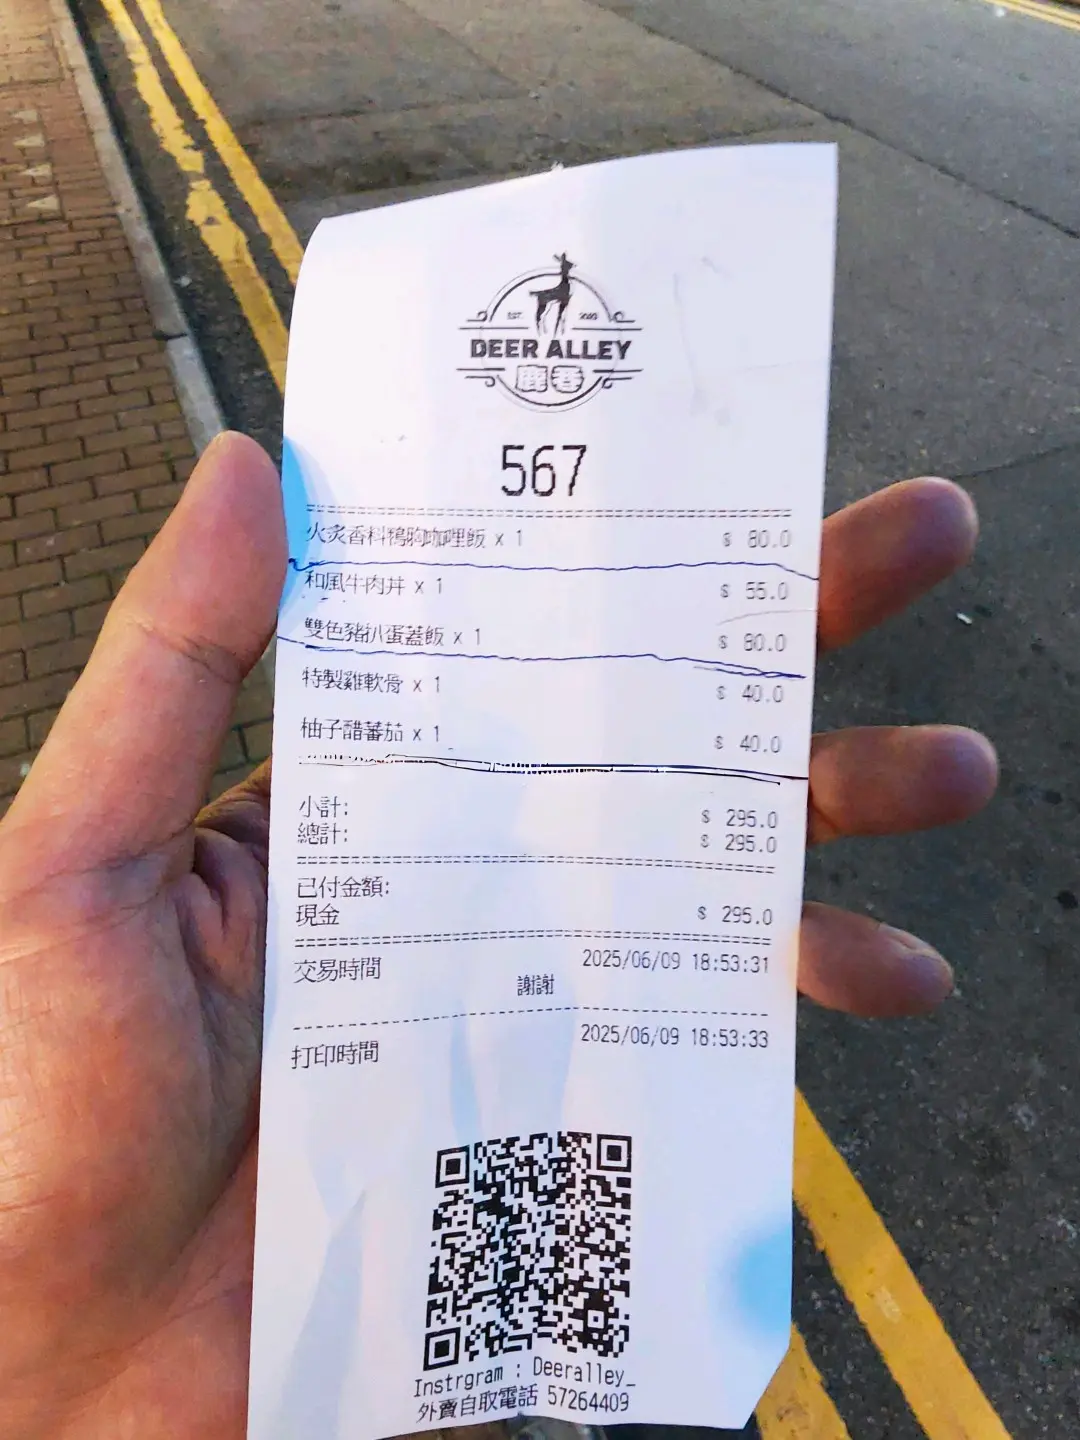 EST. 2020
DEER ALLEY
鹿巷
567
火炙香料鴨胸咖哩飯 x 1 $ 80.0
和風牛肉丼 x 1 $ 55.0
雙色豬扒蛋蓋飯 x 1 $ 80.0
特製雞軟骨 x 1 $ 40.0
柚子醋蕃茄 x 1 $ 40.0
小計: $ 295.0
總計: $ 295.0
已付金額:
現金 $ 295.0
交易時間 2025/06/09 18:53:31
謝謝
打印時間 2025/06/09 18:53:33
Instrgram : Deeralley_
外賣自取電話 57264409